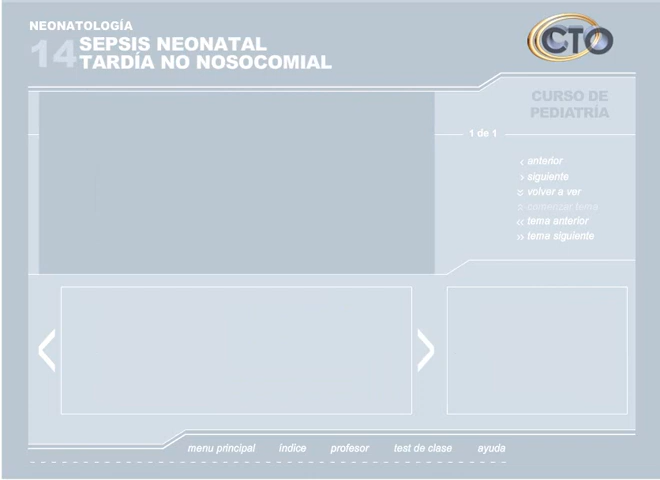 NEONATOLOGÍA
14 SEPSIS NEONATAL
TARDÍA NO NOSOCOMIAL
CTO
CURSO DE
PEDIATRÍA
1 de 1
‹ anterior
› siguiente
volver a ver
comenzar tema
« tema anterior
» tema siguiente
menu principal índice profesor test de clase ayuda